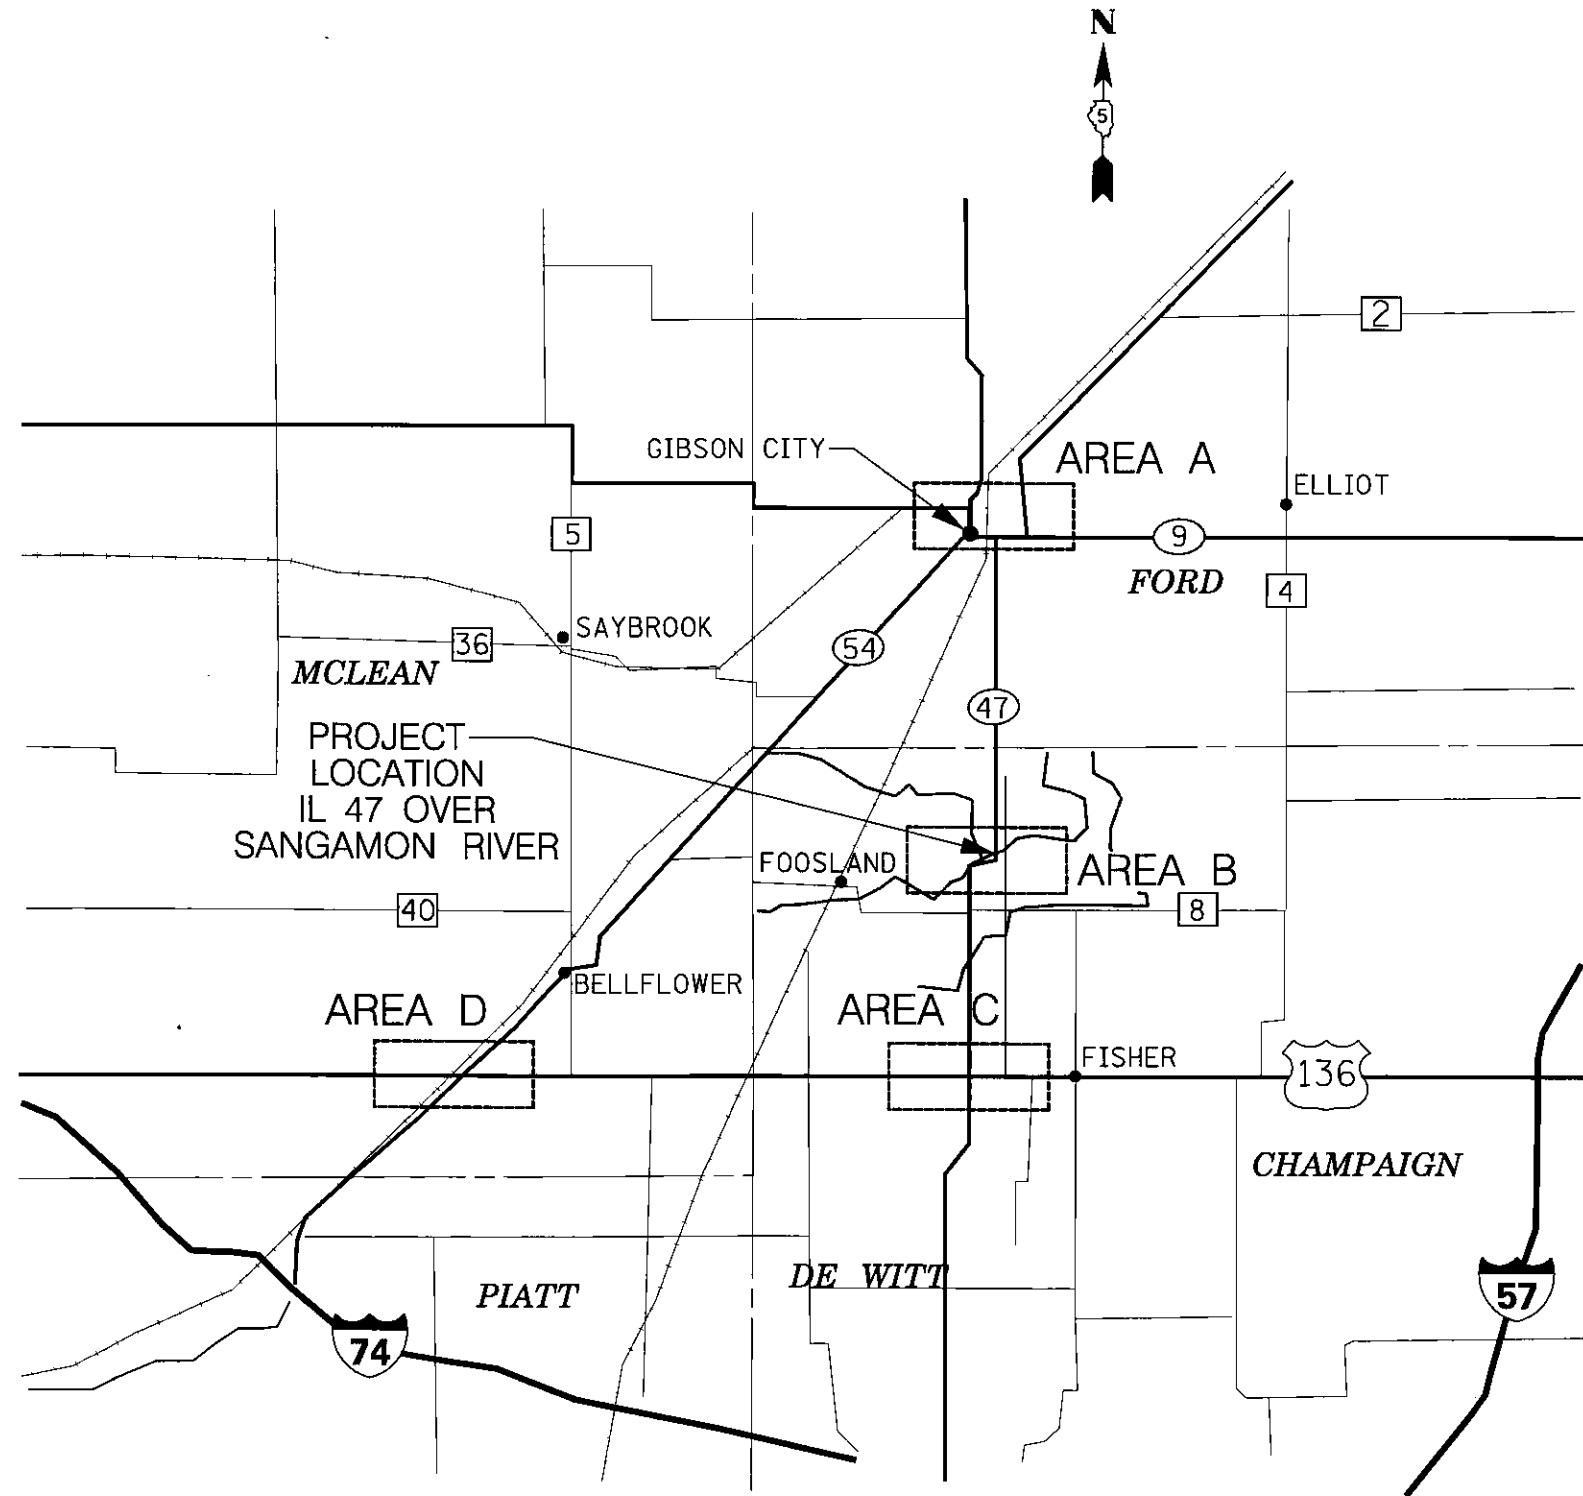 N
5
2
GIBSON CITY
AREA A
ELLIOT
5
9
FORD
4
SAYBROOK
36
54
MCLEAN
47
PROJECT
LOCATION
IL 47 OVER
SANGAMON RIVER
FOOSLAND
AREA B
40
8
BELLFLOWER
AREA D
AREA C
FISHER
136
CHAMPAIGN
DE WITT
PIATT
57
74